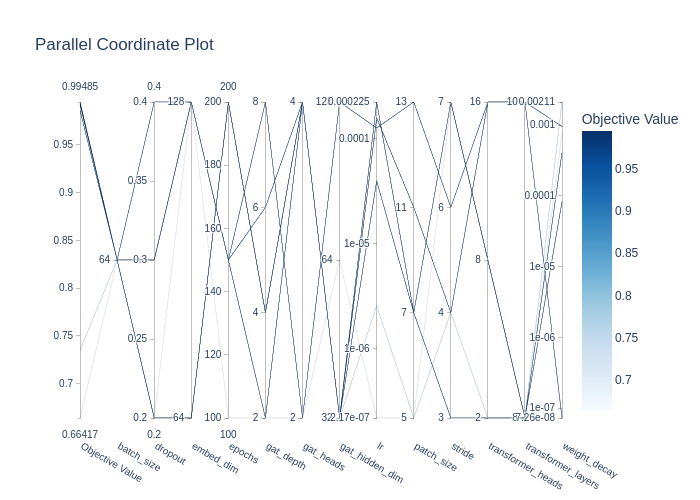 Parallel Coordinate Plot
0.99485
0.4
200
0.95
0.9
0.85
0.8
0.75
0.7
0.66417
Objective Value
64
batch_size
0.4
0.35
0.3
0.25
0.2
0.2
dropout
128
64
embed_dim
200
180
160
140
120
100
100
epochs
8
6
4
2
gat_depth
4
2
gat_heads
128
64
32
gat_hidden_dim
0.000225
0.0001
1e-05
1e-06
2.17e-07
lr
13
11
7
5
patch_size
7
6
4
3
stride
16
8
2
transformer_heads
10
8
transformer_layers
0.00211
0.001
0.0001
1e-05
1e-06
1e-07
7.26e-08
weight_decay
Objective Value
0.95
0.9
0.85
0.8
0.75
0.7